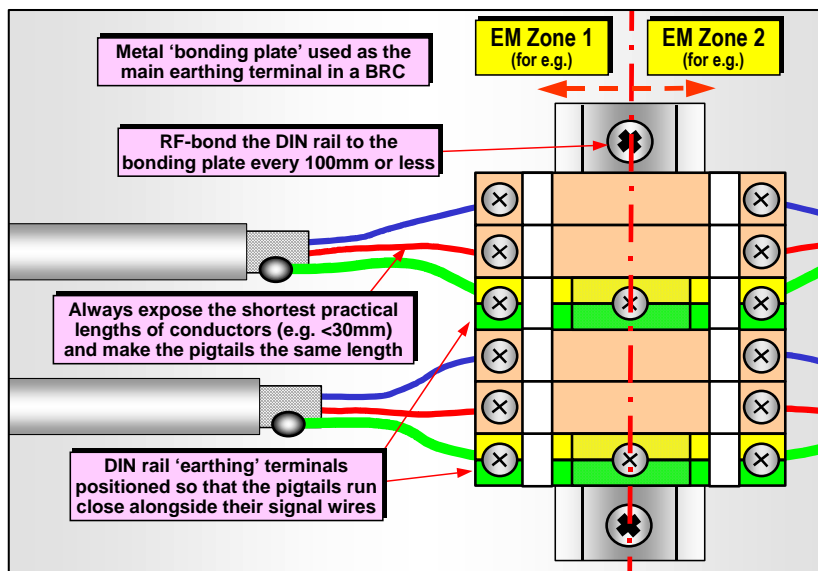 Metal ‘bonding plate’ used as the
main earthing terminal in a BRC
EM Zone 1
(for e.g.)
EM Zone 2
(for e.g.)
RF-bond the DIN rail to the
bonding plate every 100mm or less
Always expose the shortest practical
lengths of conductors (e.g. <30mm)
and make the pigtails the same length
DIN rail ‘earthing’ terminals
positioned so that the pigtails run
close alongside their signal wires